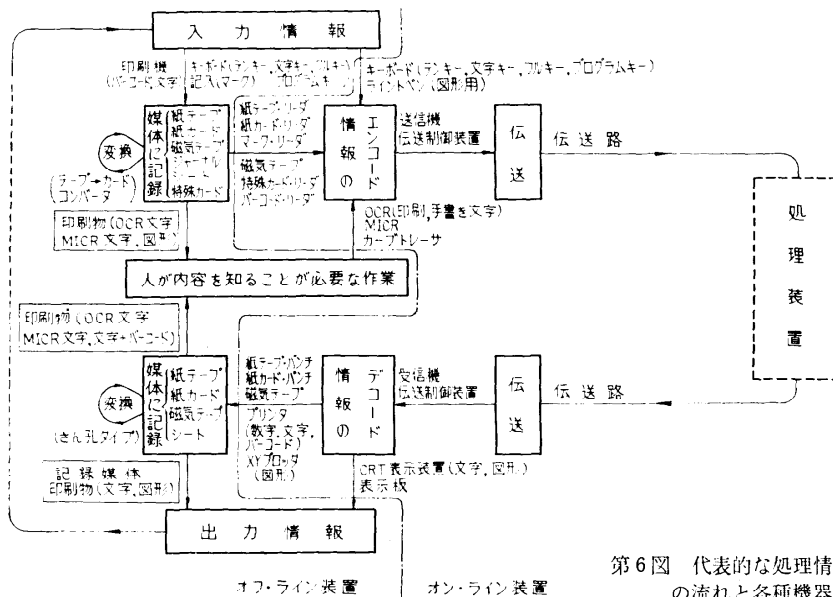 入力情報
印刷機
(バーコード,文字)
キーボード(テンキー,文字キー,フルキー,
記入(マーク) プログラムキー)
キーボード(テンキー,文字キー,フルキー,プログラムキー)
ライトペン(図形用)
変換
(テープ→カード
コンバータ)
媒体に記録
紙テープ
紙カード
磁気テープ
ジャーナル
シート
特殊カード
紙テープ・リーダ
紙カード・リーダ
マーク・リーダ
磁気テープ
特殊カード・リーダ
バーコード・リーダ
情報の
エンコード
送信機
伝送制御装置
伝送
伝送路
印刷物(OCR文字
MICR文字,図形)
OCR(印刷,手書き文字)
MICR
カーブトレーサ
処理装置
人が内容を知ることが必要な作業
印刷物(OCR文字
MICR文字,文字+バーコード)
変換
(さん孔タイプ)
媒体に記録
紙テープ
紙カード
磁気テープ
シート
紙テープ・パンチ
紙カード・パンチ
磁気テープ
プリンタ
(数字,文字,
バーコード)
XYプロッタ
(図形)
情報の
デコード
受信機
伝送制御装置
伝送
伝送路
記録媒体
印刷物(文字,図形)
CRT表示装置(文字,図形)
表示板
出力情報
オフ・ライン装置
オン・ライン装置
第6図 代表的な処理情
の流れと各種機器